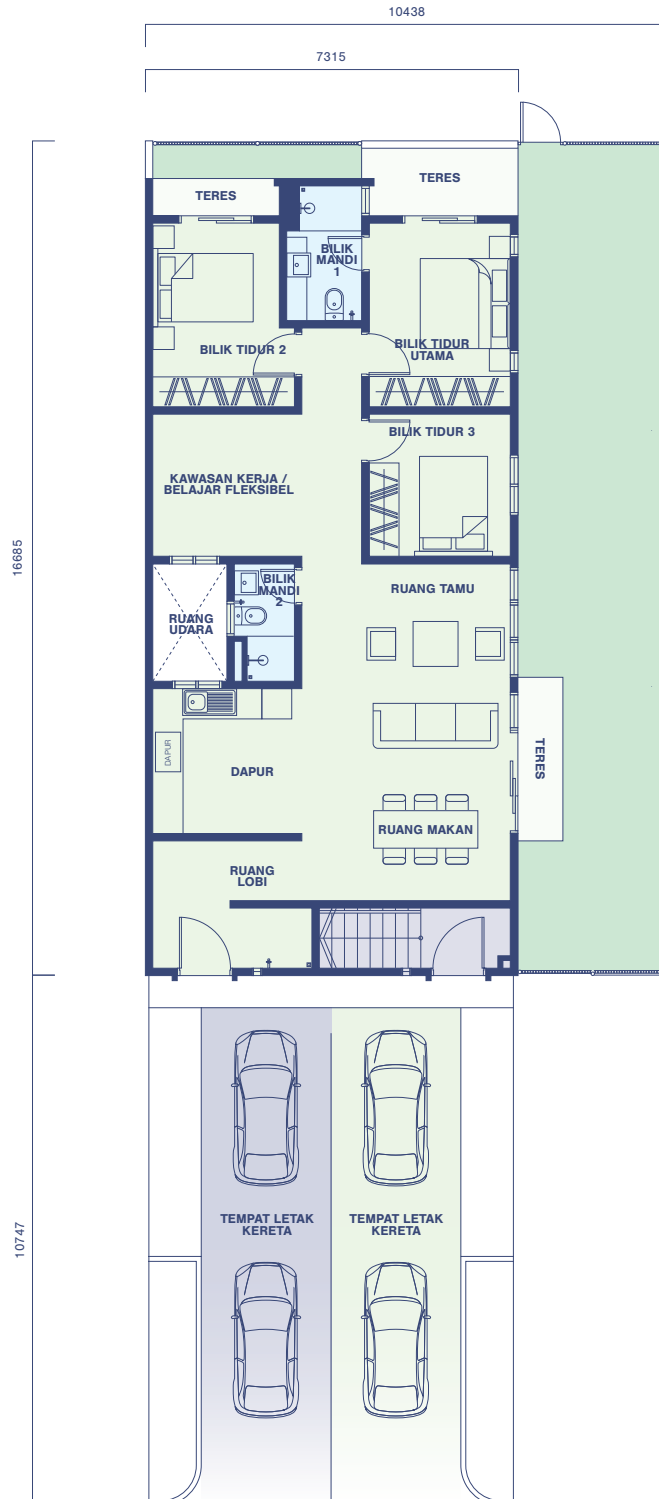 10438
7315
TERES
TERES
BILIK
MANDI
1
BILIK TIDUR 2
BILIK TIDUR
UTAMA
BILIK TIDUR 3
KAWASAN KERJA /
BELAJAR FLEKSIBEL
16685
BILIK
MANDI
2
RUANG TAMU
RUANG
UDARA
DAPUR
DAPUR
TERES
RUANG MAKAN
RUANG
LOBI
TEMPAT LETAK
KERETA
TEMPAT LETAK
KERETA
10747